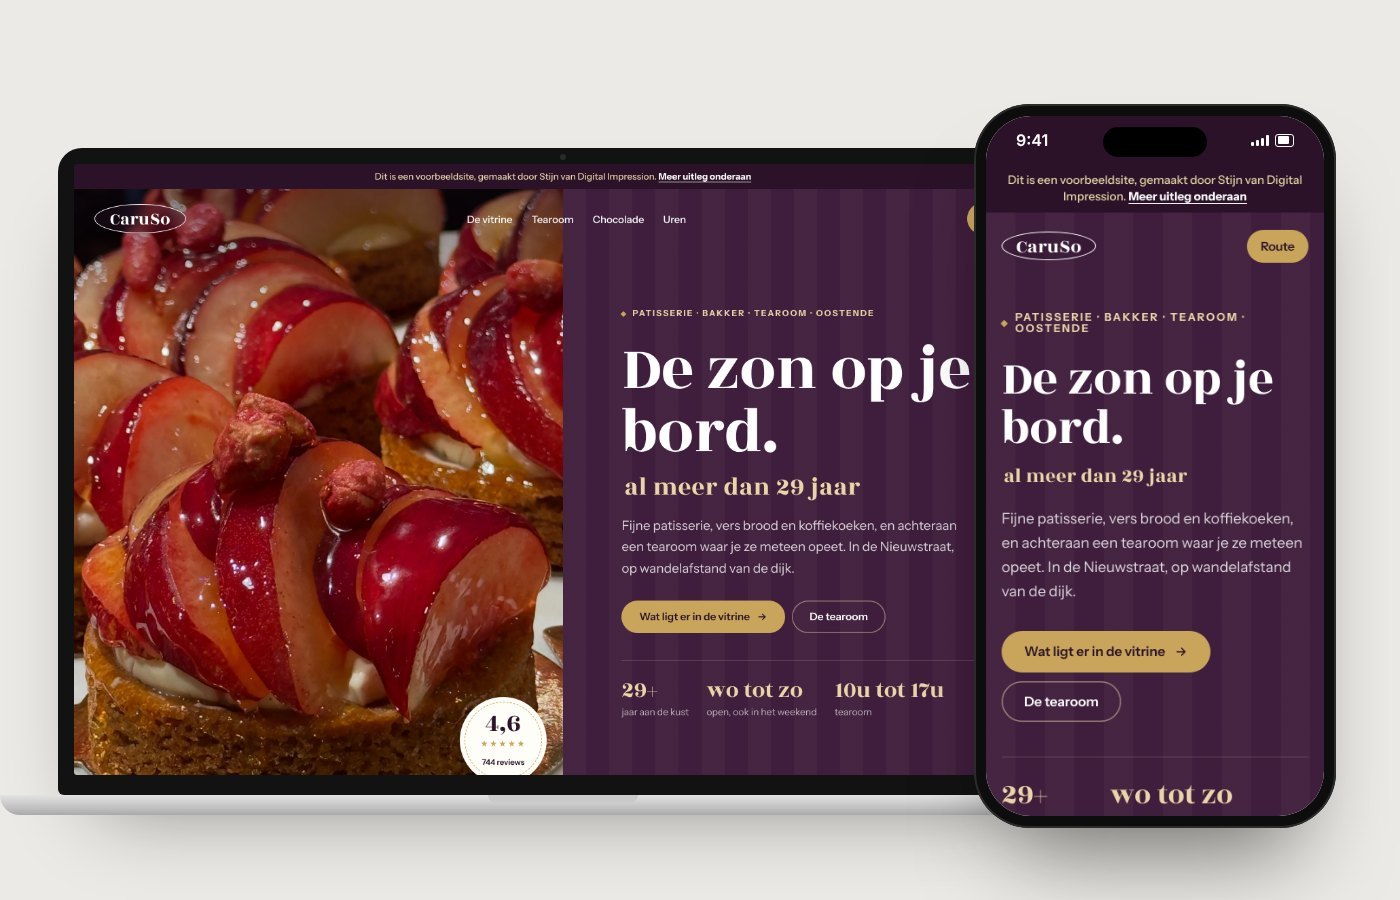 Dit is een voorbeeldsite, gemaakt door Stijn van Digital Impression. Meer uitleg onderaan
CaruSo
De vitrine Tearoom Chocolade Uren
PATISSERIE · BAKKER · TEAROOM · OOSTENDE
De zon op je
bord.
al meer dan 29 jaar
Fijne patisserie, vers brood en koffiekoeken, en achteraan
een tearoom waar je ze meteen opeet. In de Nieuwstraat,
op wandelafstand van de dijk.
Wat ligt er in de vitrine → De tearoom
29+ wo tot zo 10u tot 17u
jaar aan de kust open, ook in het weekend tearoom
4,6
★★★★★
744 reviews
9:41
Dit is een voorbeeldsite, gemaakt door Stijn van Digital
Impression. Meer uitleg onderaan
CaruSo Route
PATISSERIE · BAKKER · TEAROOM ·
OOSTENDE
De zon op je
bord.
al meer dan 29 jaar
Fijne patisserie, vers brood en koffiekoeken,
en achteraan een tearoom waar je ze meteen
opeet. In de Nieuwstraat, op wandelafstand
van de dijk.
Wat ligt er in de vitrine →
De tearoom
29+ wo tot zo